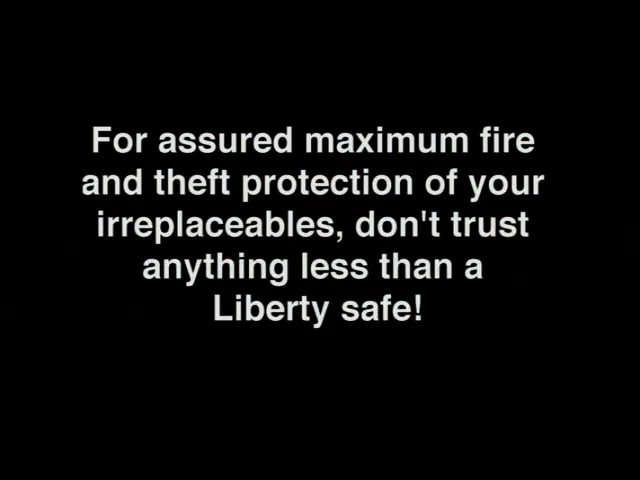 For assured maximum fire
and theft protection of your
irreplaceables, don't trust
anything less than a
Liberty safe!